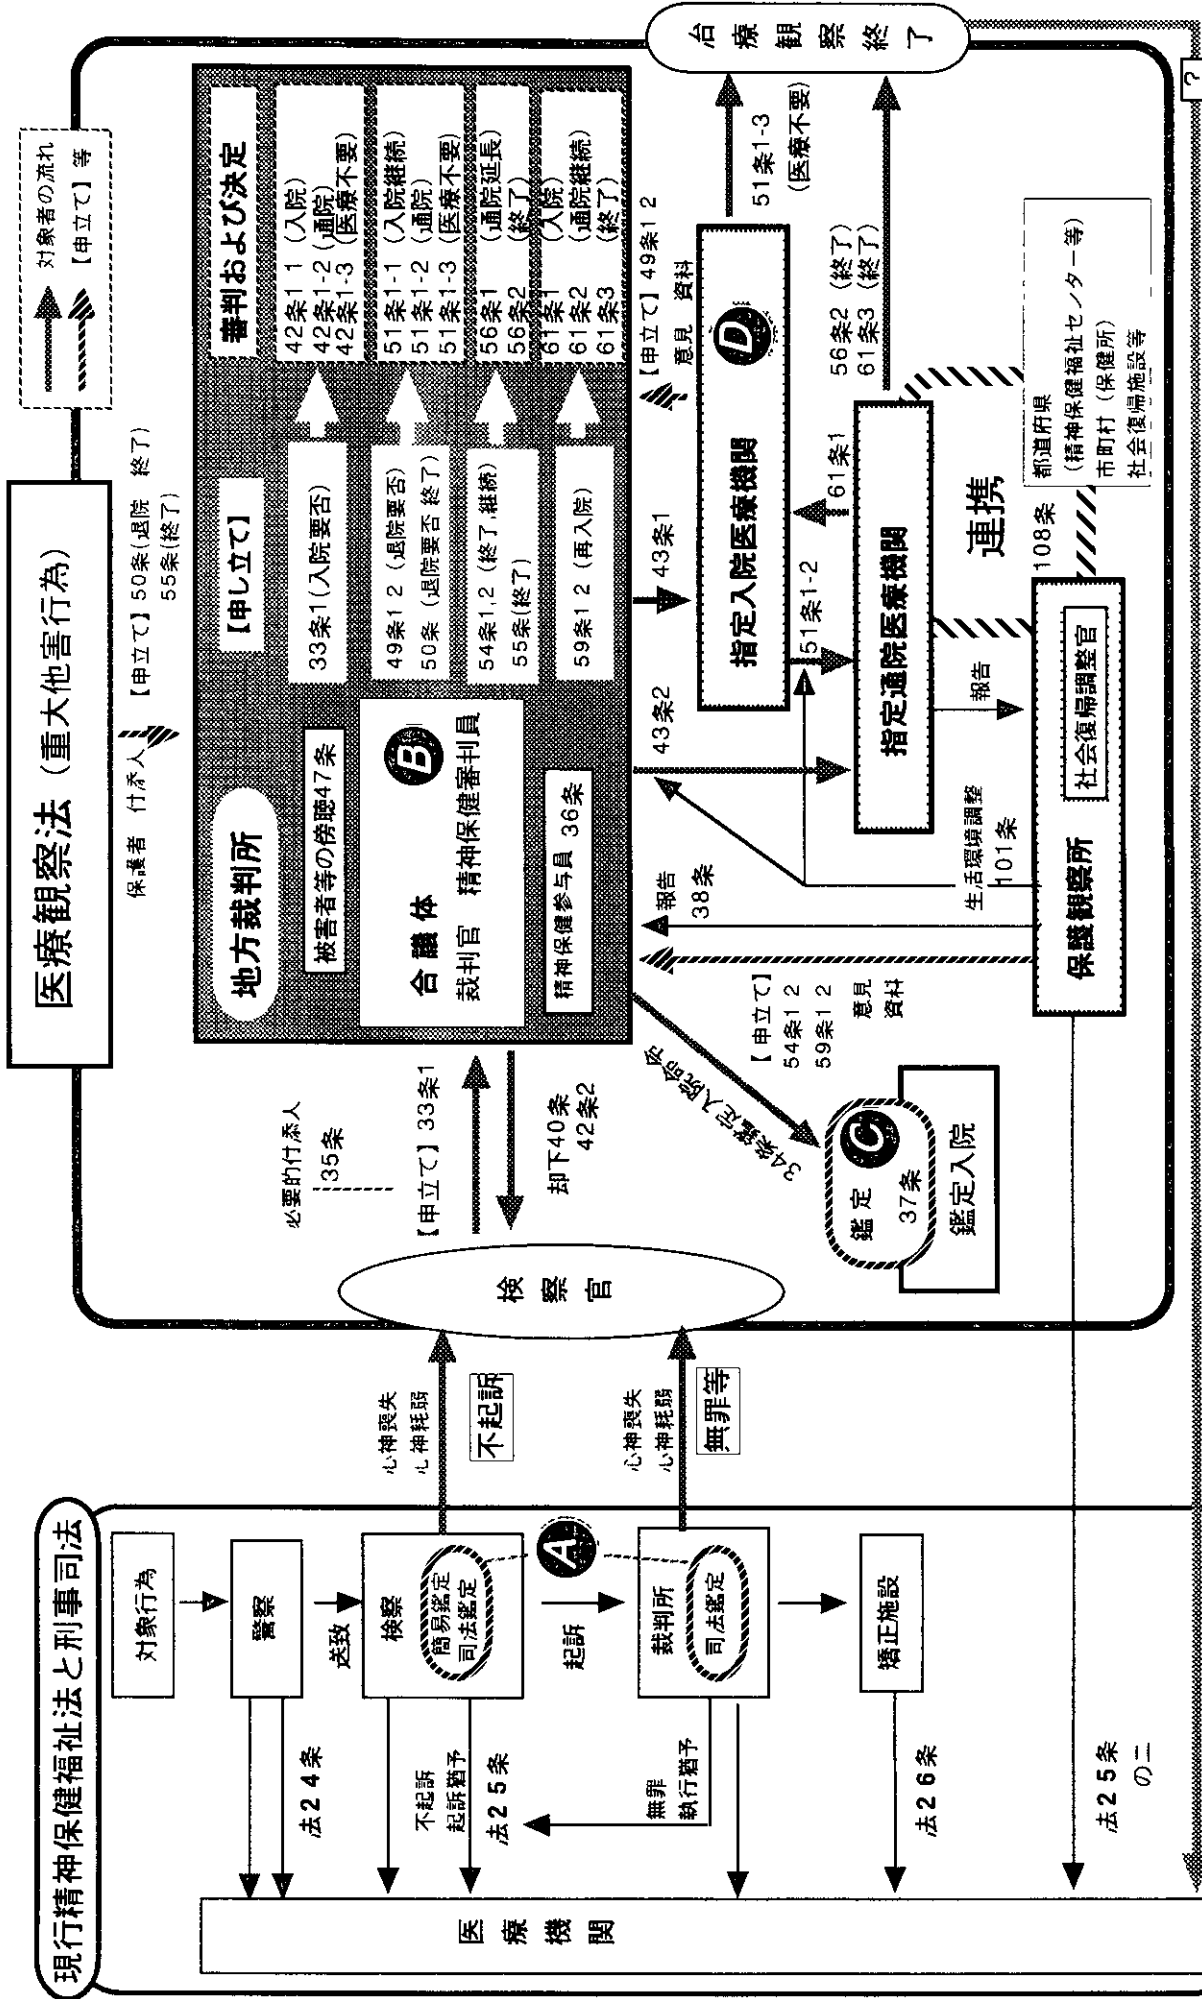 医療観察法（重大他害行為）
対象者の流れ
【申立て】等
保護者 付添人
【申立て】50条(退院 終了)
55条(終了)
地方裁判所
【申し立て】
審判および決定
被害者等の傍聴47条
合議体
裁判官 精神保健審判員
B
精神保健参与員 36条
33条1(入院要否)
49条1 2 (退院要否)
50条 (退院要否 終了)
54条1,2 (終了,継続)
55条(終了)
59条1 2 (再入院)
42条1 1 (入院)
42条1-2 (通院)
42条1-3 (医療不要)
51条1-1 (入院継続)
51条1-2 (通院)
51条1-3 (医療不要)
56条1 (通院延長)
56条2 (終了)
61条1 (入院)
61条2 (通院継続)
61条3 (終了)
必要的付添人
35条
【申立て】33条1
却下40条
42条2
検察官
34条鑑定入院命令
鑑定 C
37条
鑑定入院
【申立て】
54条1 2
59条1 2
意見
資料
報告
38条
43条2
43条1
【申立て】49条1 2
意見 資料
指定入院医療機関
D
51条1-3
(医療不要)
治療観察終了
51条1-2
61条1
指定通院医療機関
56条2 (終了)
61条3 (終了)
生活環境調整
101条
報告
連携
108条
保護観察所
社会復帰調整官
都道府県
(精神保健福祉センター等)
市町村（保健所）
社会復帰施設等
?
現行精神保健福祉法と刑事司法
対象行為
警察
送致
検察
簡易鑑定
司法鑑定
A
起訴
裁判所
司法鑑定
矯正施設
心神喪失
心神耗弱
不起訴
心神喪失
心神耗弱
無罪等
法24条
不起訴
起訴猶予
法25条
無罪
執行猶予
法26条
法25条
の二
医療機関